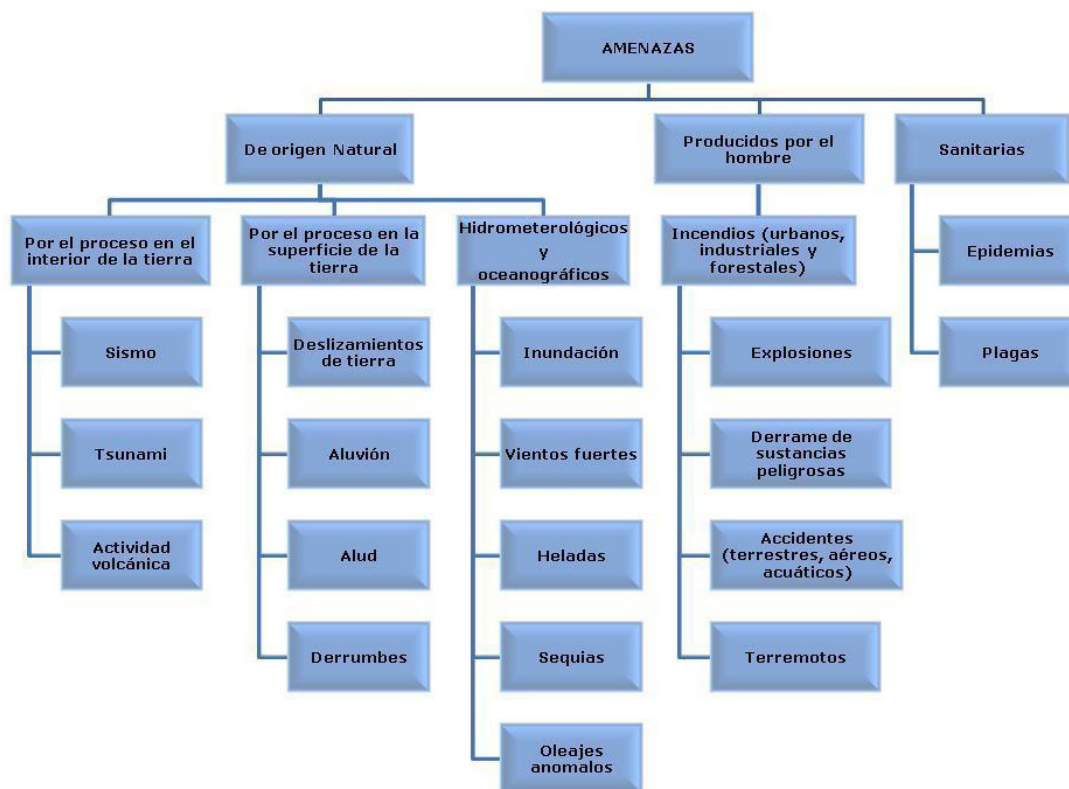 AMENAZAS
De origen Natural
Producidos por el
hombre
Sanitarias
Por el proceso en el
interior de la tierra
Por el proceso en la
superficie de la
tierra
Hidrometerológicos
y
oceanográficos
Incendios (urbanos,
industriales y
forestales)
Epidemias
Sismo
Deslizamientos
de tierra
Inundación
Explosiones
Plagas
Tsunami
Aluvión
Vientos fuertes
Derrame de
sustancias
peligrosas
Actividad
volcánica
Alud
Heladas
Accidentes
(terrestres, aéreos,
acuáticos)
Derrumbes
Sequias
Terremotos
Oleajes
anomalos